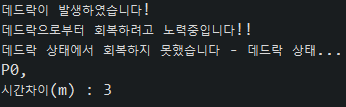 데드락이 발생하였습니다!
데드락으로부터 회복하려고 노력중입니다!!
데드락 상태에서 회복하지 못했습니다 - 데드락 상태...
P0,
시간차이(m) : 3